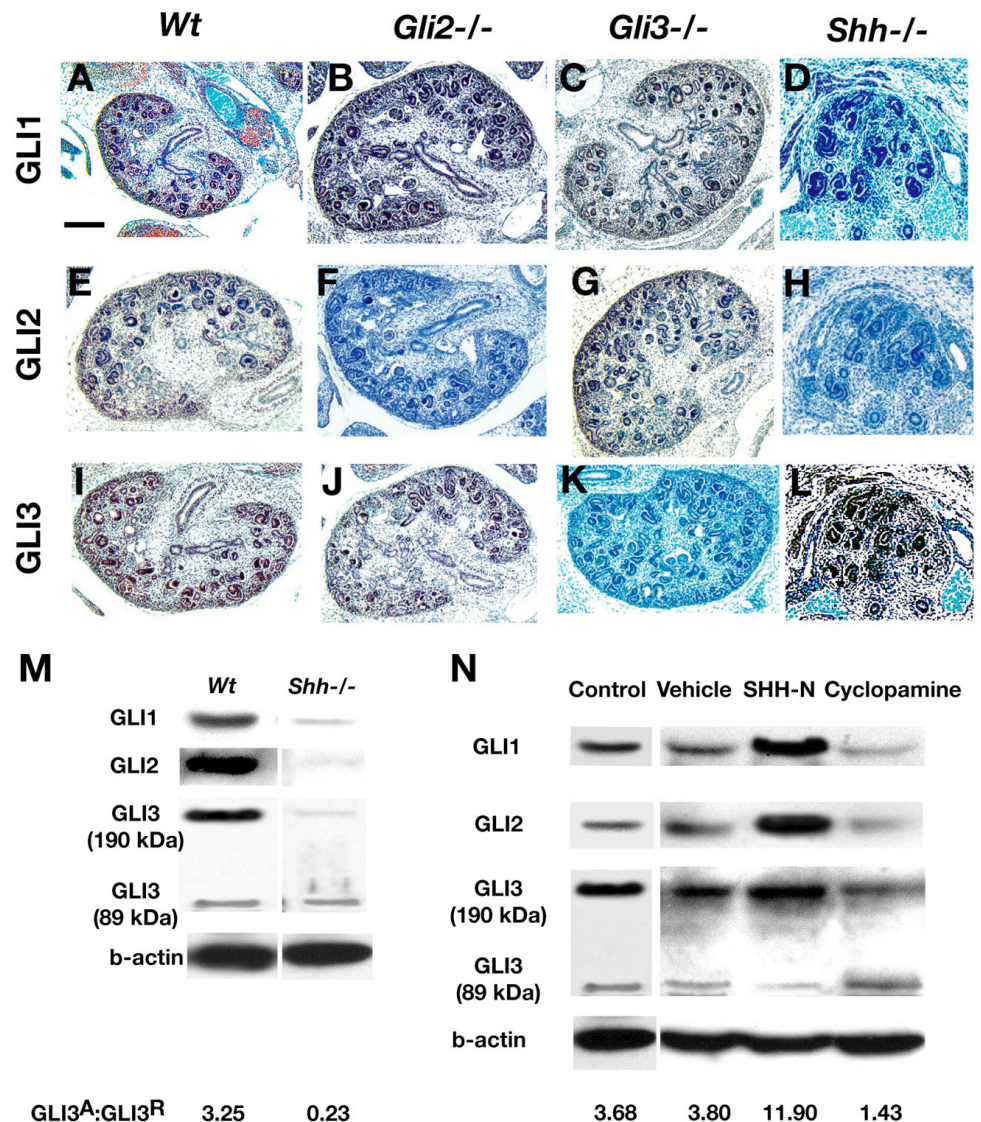 Wt Gli2-/- Gli3-/- Shh-/-
GLI1
A B C D
GLI2
E F G H
GLI3
I J K L
M
Wt Shh-/-
GLI1
GLI2
GLI3
(190 kDa)
GLI3
(89 kDa)
b-actin
N
Control Vehicle SHH-N Cyclopamine
GLI1
GLI2
GLI3
(190 kDa)
GLI3
(89 kDa)
b-actin
GLI3A:GLI3R 3.25 0.23 3.68 3.80 11.90 1.43